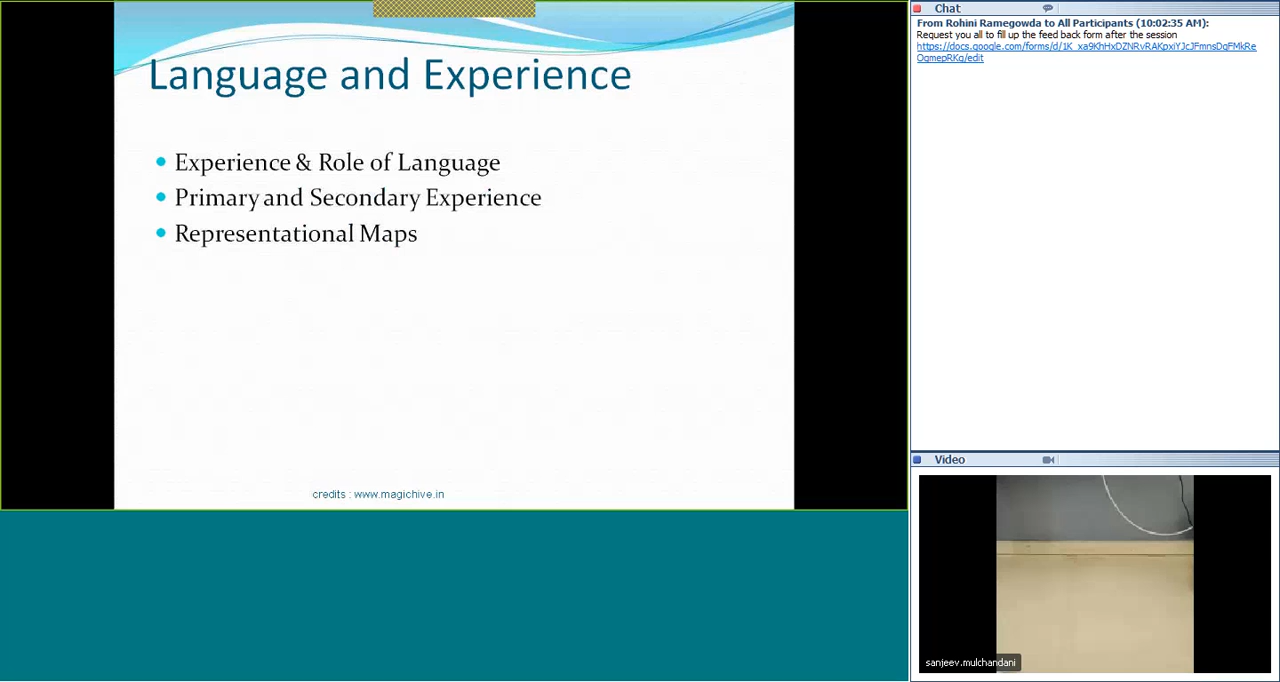 Language and Experience
Experience & Role of Language
Primary and Secondary Experience
Representational Maps
credits : www.magichive.in
Chat
From Rohini Ramegowda to All Participants (10:02:35 AM):
Request you all to fill up the feed back form after the session
Video
sanjeev.mulchandani